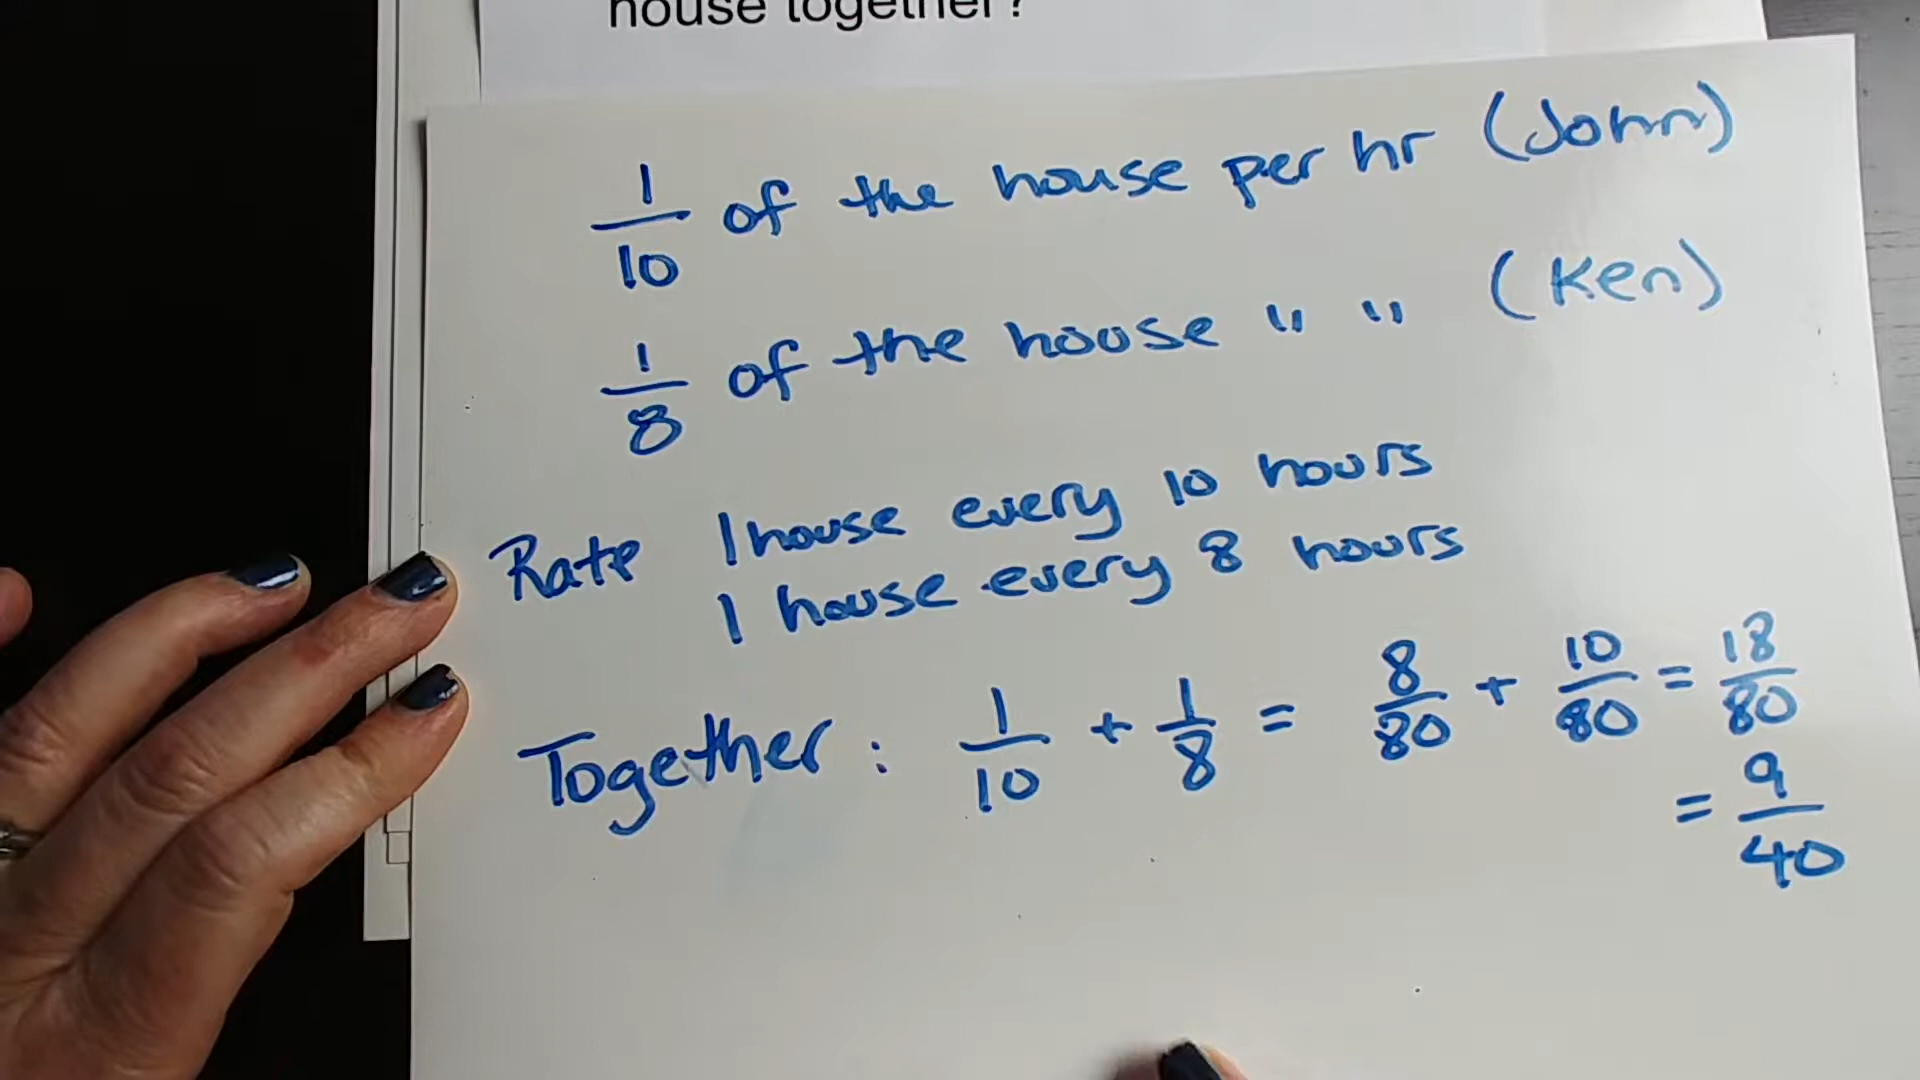 house together?
1/10 of the house per hr (John)
1/8 of the house " " (Ken)
Rate 1 house every 10 hours
1 house every 8 hours
Together: 1/10 + 1/8 = 8/80 + 10/80 = 18/80
= 9/40